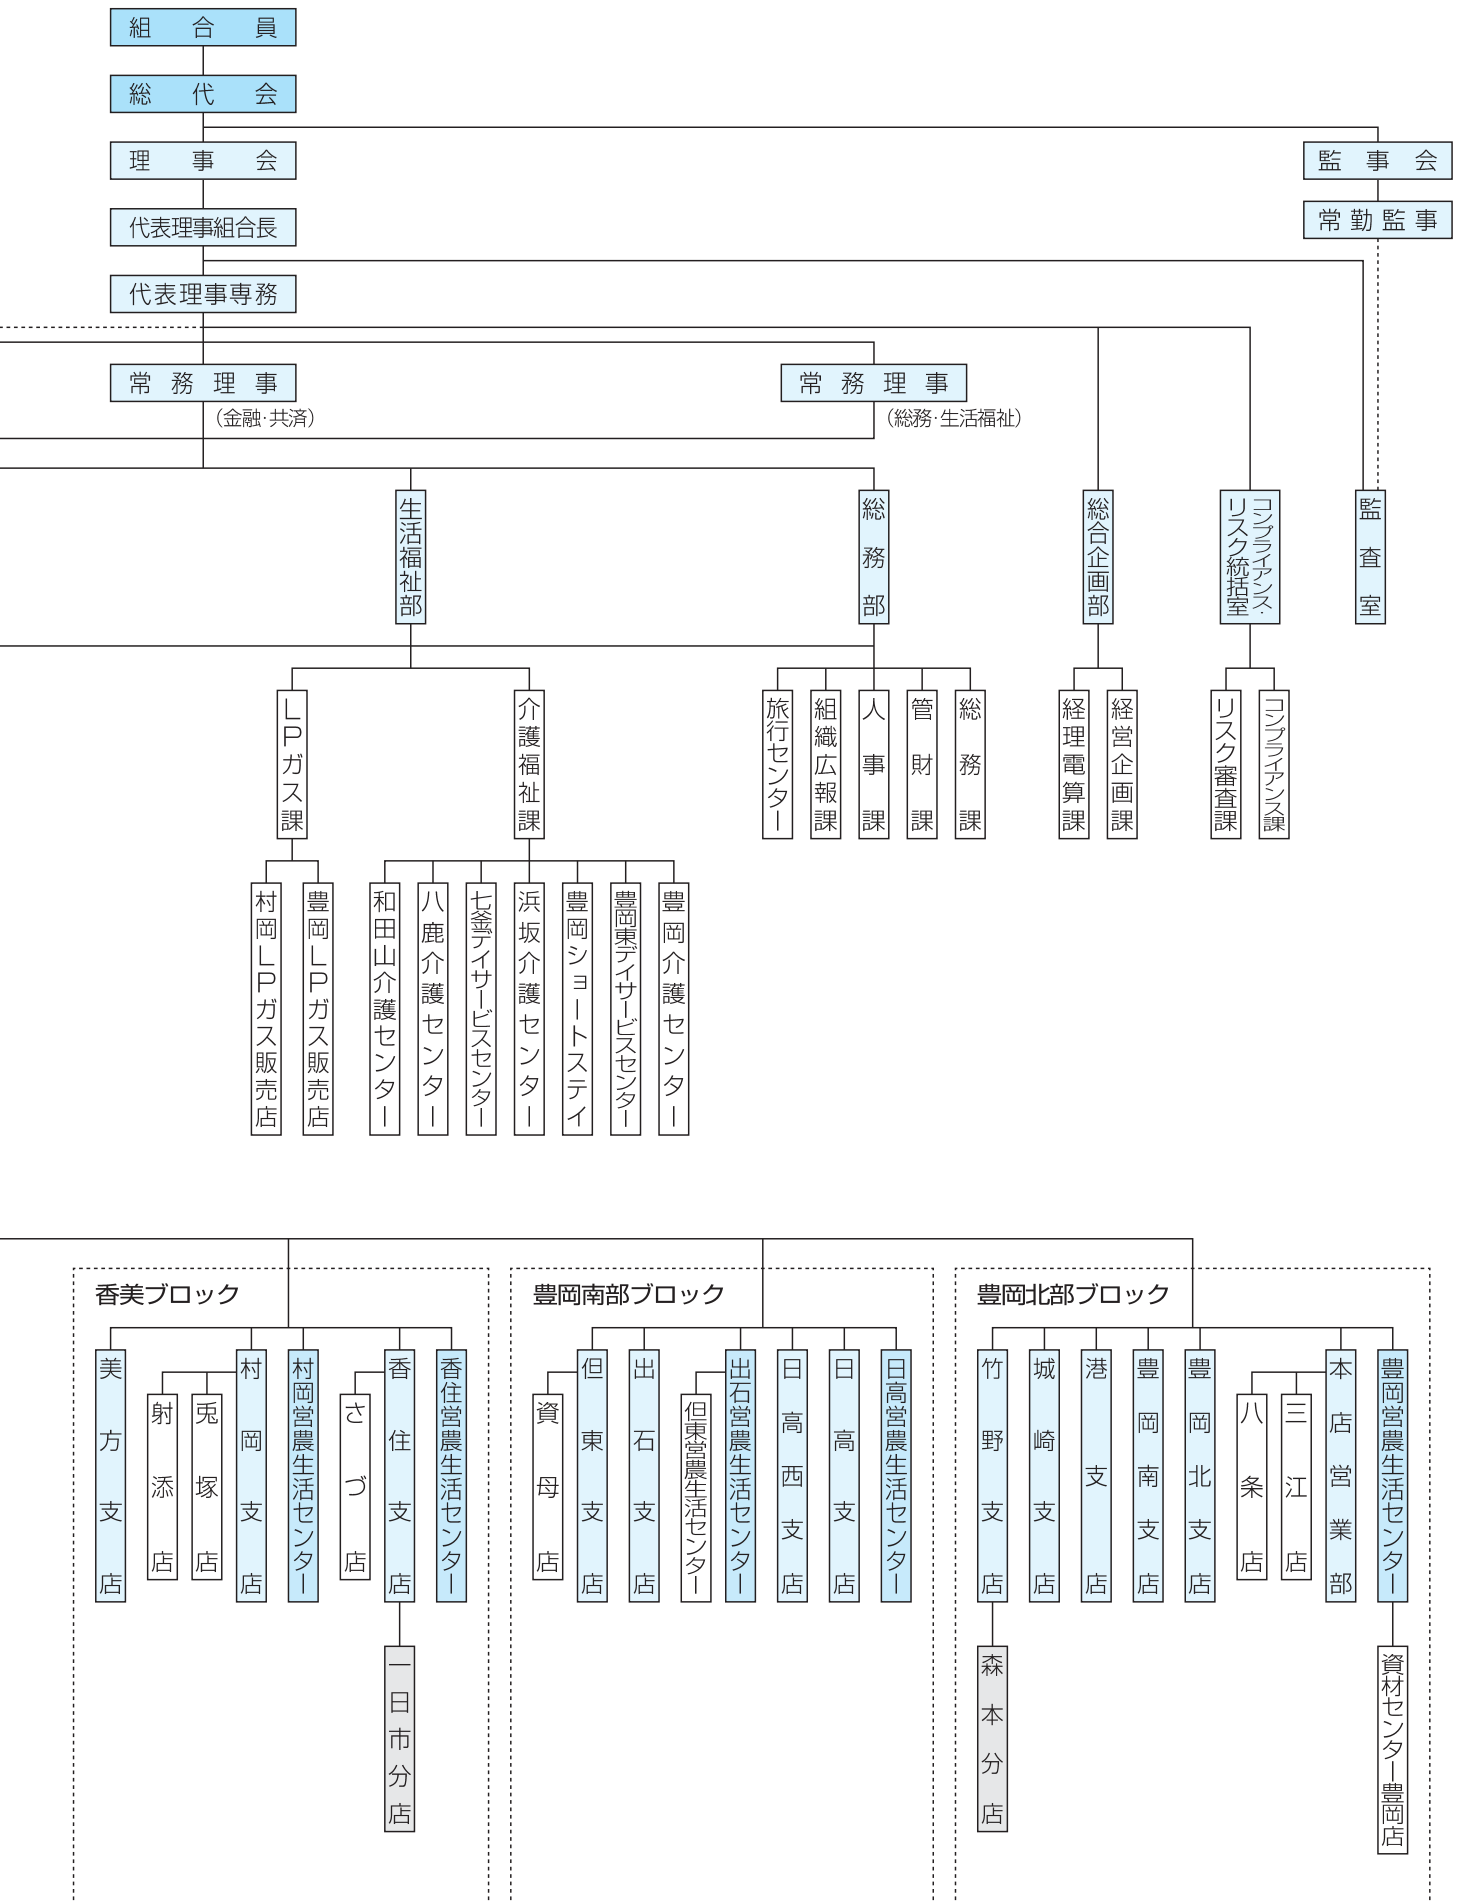 組合員
総代会
理事会
監事会
代表理事組合長
常勤監事
代表理事専務
常務理事
(金融・共済)
常務理事
(総務・生活福祉)
生活福祉部
総務部
総合企画部
コンプライアンス・
リスク統括室
監査室
LPガス課
介護福祉課
旅行センター
組織広報課
人事課
管財課
総務課
経理電算課
経営企画課
リスク審査課
コンプライアンス課
村岡LPガス販売店
豊岡LPガス販売店
和田山介護センター
八鹿介護センター
七釜デイサービスセンター
浜坂介護センター
豊岡ショートステイ
豊岡東デイサービスセンター
豊岡介護センター
香美ブロック
美方支店
射添店
兎塚店
村岡支店
村岡営農生活センター
さづ店
香住支店
香住営農生活センター
一日市分店
豊岡南部ブロック
資母店
但東支店
出石支店
但東営農生活センター
出石営農生活センター
日高西支店
日高支店
日高営農生活センター
豊岡北部ブロック
竹野支店
城崎支店
港支店
豊岡南支店
豊岡北支店
八条店
三江店
本店営業部
豊岡営農生活センター
森本分店
資材センター豊岡店